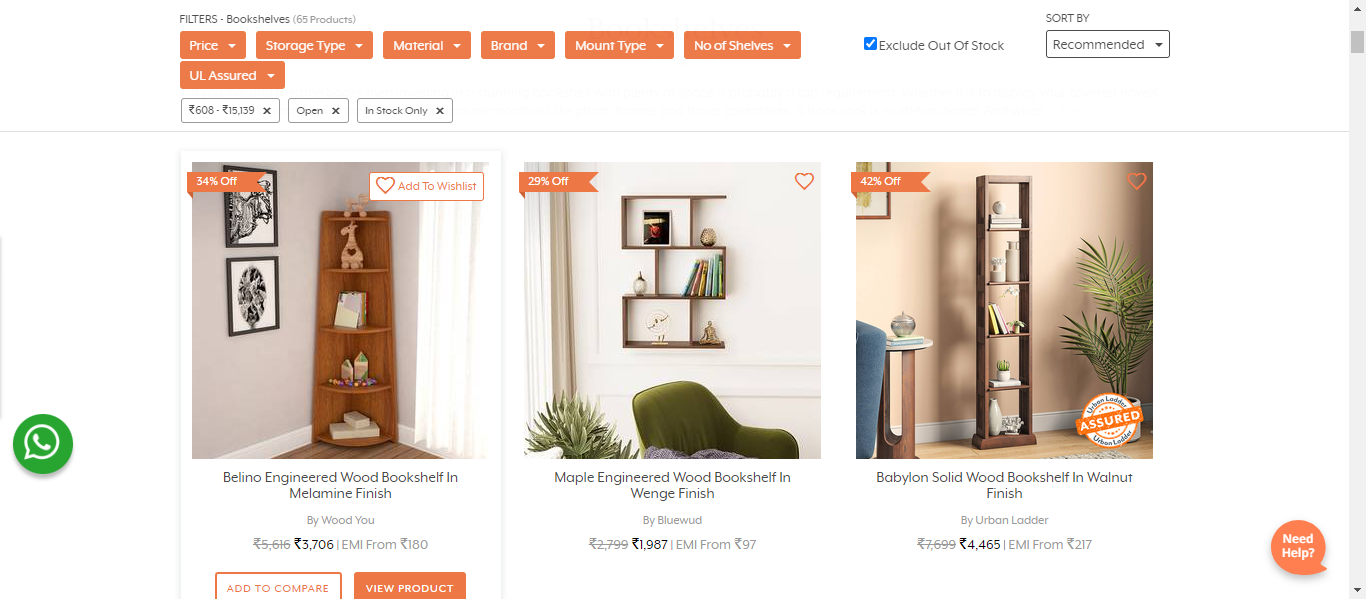 FILTERS - Bookshelves (65 Products)
SORT BY
Price
Storage Type
Material
Brand
Mount Type
No of Shelves
Exclude Out Of Stock
Recommended
UL Assured
₹608 - ₹15,139 ×
Open ×
In Stock Only ×
34% Off
Add To Wishlist
29% Off
42% Off
Urban Ladder
ASSURED
Urban Ladder
Belino Engineered Wood Bookshelf In
Melamine Finish
By Wood You
₹5,616 ₹3,706 | EMI From ₹180
ADD TO COMPARE
VIEW PRODUCT
Maple Engineered Wood Bookshelf In
Wenge Finish
By Bluewud
₹2,799 ₹1,987 | EMI From ₹97
Babylon Solid Wood Bookshelf In Walnut
Finish
By Urban Ladder
₹7,699 ₹4,465 | EMI From ₹217
Need
Help?